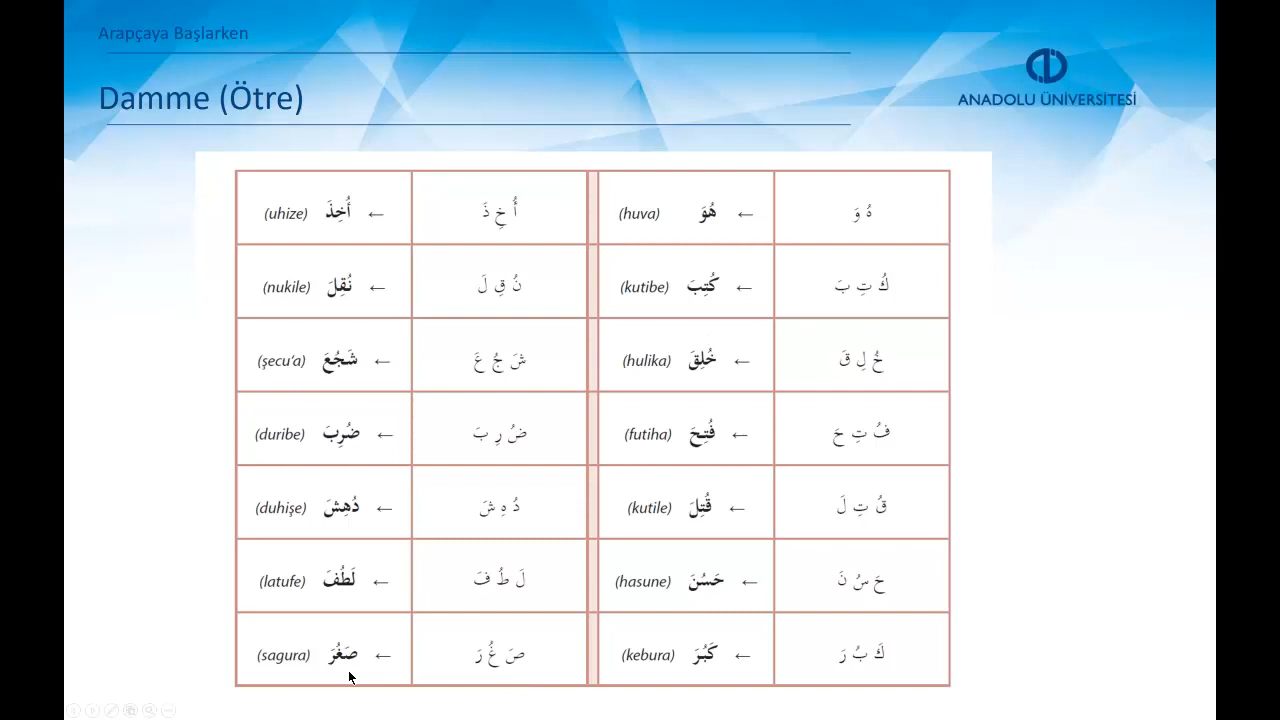 Arapçaya Başlarken
Damme (Ötre)
ANADOLU ÜNİVERSİTESİ
هُ وَ ← هُوَ (huva) أُ خِ ذَ ← أُخِذَ (uhize)
كُ تِ بَ ← كُتِبَ (kutibe) نُ قِ لَ ← نُقِلَ (nukile)
خُ لِ قَ ← خُلِقَ (hulika) شَ جُ عَ ← شَجُعَ (şecu’a)
فُ تِ حَ ← فُتِحَ (futiha) ضُ رِ بَ ← ضُرِبَ (duribe)
قُ تِ لَ ← قُتِلَ (kutile) دُ هِ شَ ← دُهِشَ (duhişe)
حَ سُ نَ ← حَسُنَ (hasune) لَ طُ فَ ← لَطُفَ (latufe)
كَ بُ رَ ← كَبُرَ (kebura) صَ غُ رَ ← صَغُرَ (sagura)